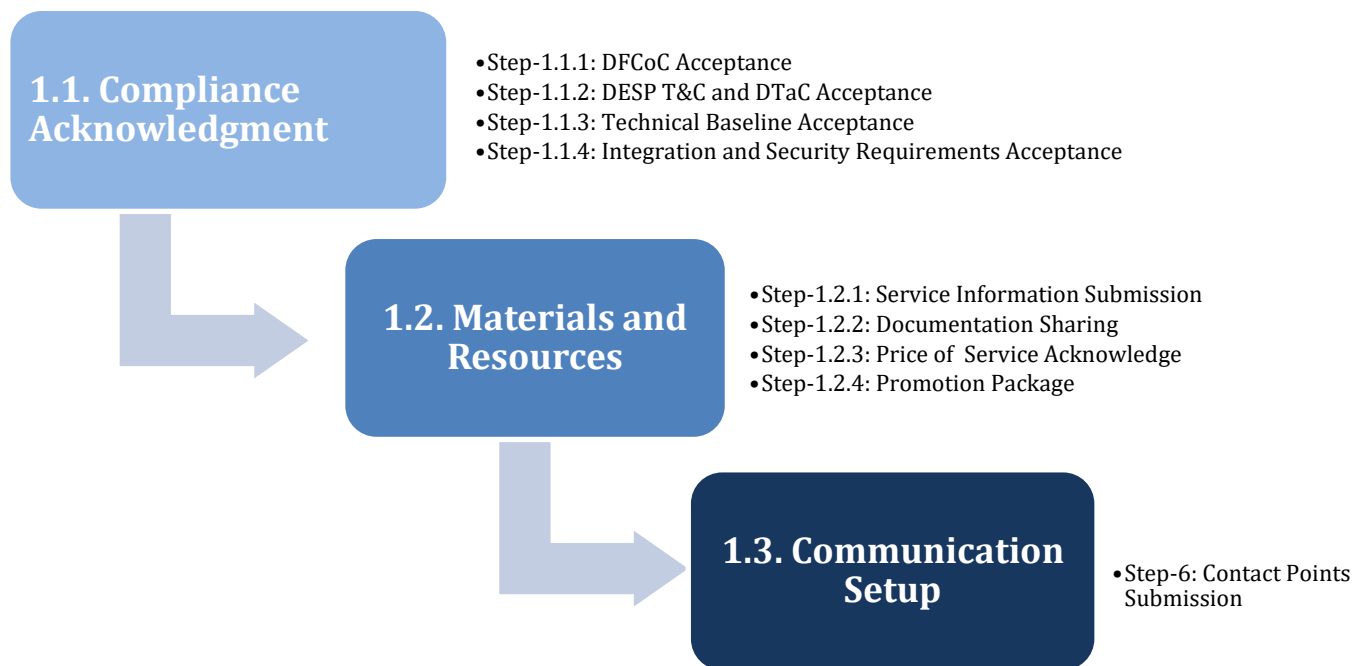 1.1. Compliance
Acknowledgment
•Step-1.1.1: DFCoC Acceptance
•Step-1.1.2: DESP T&C and DTaC Acceptance
•Step-1.1.3: Technical Baseline Acceptance
•Step-1.1.4: Integration and Security Requirements Acceptance
1.2. Materials and
Resources
•Step-1.2.1: Service Information Submission
•Step-1.2.2: Documentation Sharing
•Step-1.2.3: Price of Service Acknowledge
•Step-1.2.4: Promotion Package
1.3. Communication
Setup
•Step-6: Contact Points
Submission